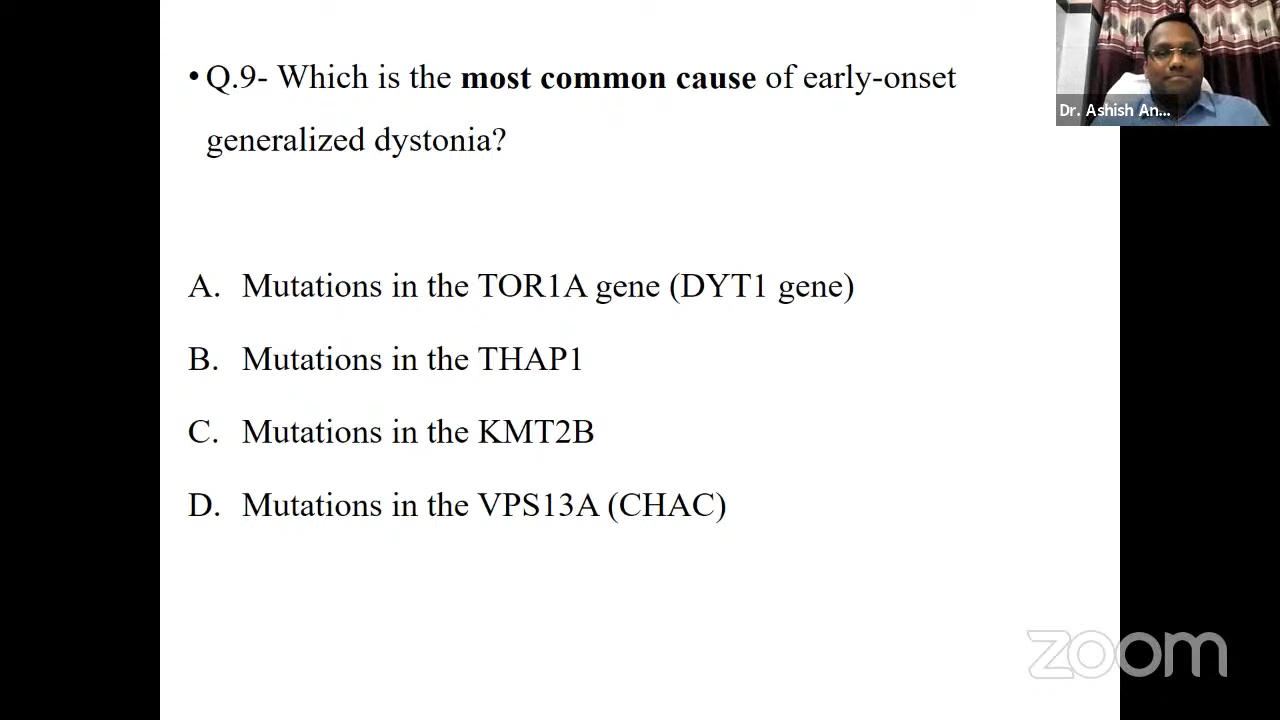 • Q.9- Which is the most common cause of early-onset
generalized dystonia?
A. Mutations in the TOR1A gene (DYT1 gene)
B. Mutations in the THAP1
C. Mutations in the KMT2B
D. Mutations in the VPS13A (CHAC)
Dr. Ashish An...
zoom